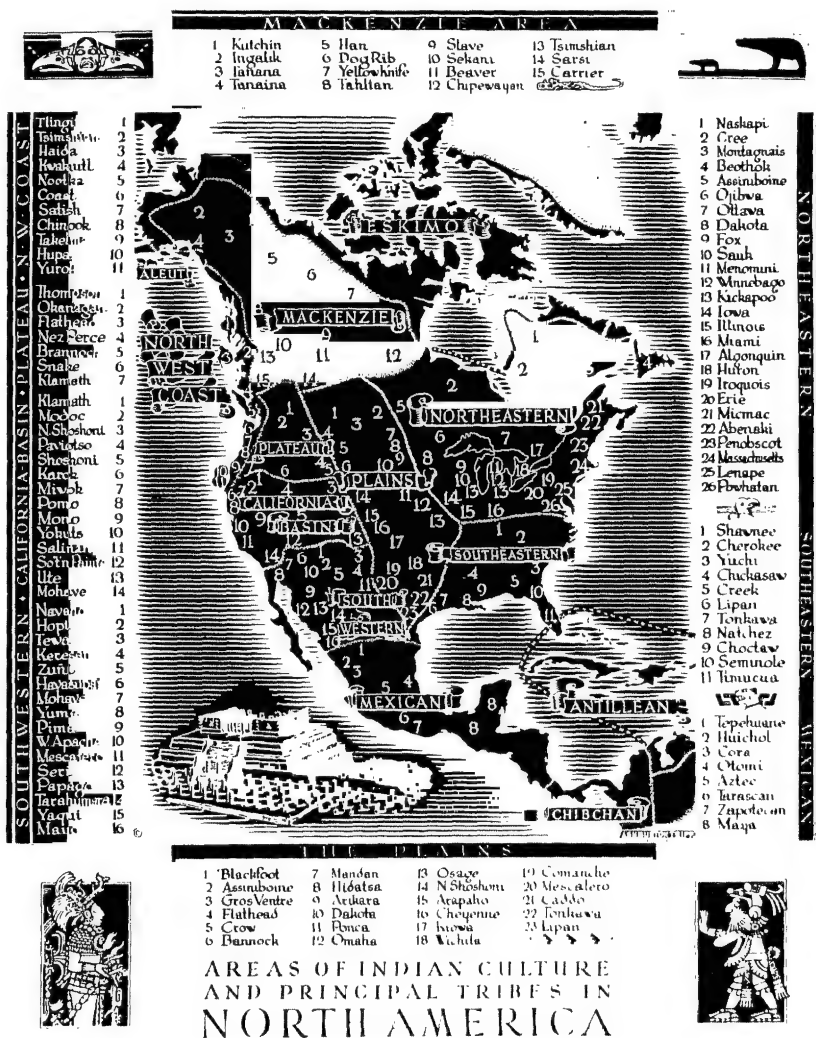 MACKENZIE AREA
1 Kutchin 5 Han 9 Slave 13 Tsimshian
2 Ingalik 6 DogRib 10 Sekani 14 Sarsi
3 Tanana 7 Yellowknife 11 Beaver 15 Carrier
4 Tanaina 8 Tahltan 12 Chipewayan
SOUTHWESTERN • CALIFORNIA-BASIN • PLATEAU • N.W. COAST
Tlingi 1
Tsimshian 2
Haida 3
Kwakutl 4
Nootka 5
Coast 6
Salish 7
Chinook 8
Takelma 9
Hupa 10
Yurok 11
Thompson 1
Okanagan 2
Flathead 3
Nez Perce 4
Brannock 5
Snake 6
Klamath 7
Klamath 1
Modoc 2
N.Shoshoni 3
Paviotso 4
Shoshoni 5
Karok 6
Miwok 7
Pomo 8
Mono 9
Yokuts 10
Salinan 11
Sotn Paiute 12
Ute 13
Mohave 14
Navaho 1
Hopi 2
Tewa 3
Keresan 4
Zuñi 5
Havasupai 6
Mohave 7
Yuma 8
Pima 9
W.Apache 10
Mescalero 11
Seri 12
Papago 13
Tarahumara 14
Yaqui 15
Mayo 16
ESKIMO
ALEUT
MACKENZIE
NORTH
WEST
COAST
NORTHEASTERN
PLATEAU
PLAINS
CALIFORNIA
BASIN
SOUTHEASTERN
SOUTH
WESTERN
MEXICAN
ANTILLEAN
CHIBCHAN
©
NORTHEASTERN SOUTHEASTERN MEXICAN
1 Naskapi
2 Cree
3 Montagnais
4 Beothok
5 Assiniboine
6 Ojibwa
7 Ottawa
8 Dakota
9 Fox
10 Sauk
11 Menomini
12 Winnebago
13 Kickapoo
14 Iowa
15 Illinois
16 Miami
17 Algonquin
18 Huron
19 Iroquois
20 Erie
21 Micmac
22 Abenaki
23 Penobscot
24 Massachusetts
25 Lenape
26 Powhatan
1 Shawnee
2 Cherokee
3 Yuchi
4 Chickasaw
5 Creek
6 Lipan
7 Tonkawa
8 Natchez
9 Choctaw
10 Seminole
11 Timucua
1 Tepehuane
2 Huichol
3 Cora
4 Otomi
5 Aztec
6 Tarascan
7 Zapotecan
8 Maya
THE PLAINS
1 Blackfoot 7 Mandan 13 Osage 19 Comanche
2 Assiniboine 8 Hidatsa 14 N Shoshoni 20 Mescalero
3 Gros Ventre 9 Arikara 15 Arapaho 21 Caddo
4 Flathead 10 Dakota 16 Cheyenne 22 Tonkawa
5 Crow 11 Ponca 17 Kiowa 23 Lipan
6 Bannock 12 Omaha 18 Wichita
AREAS OF INDIAN CULTURE
AND PRINCIPAL TRIBES IN
NORTH AMERICA